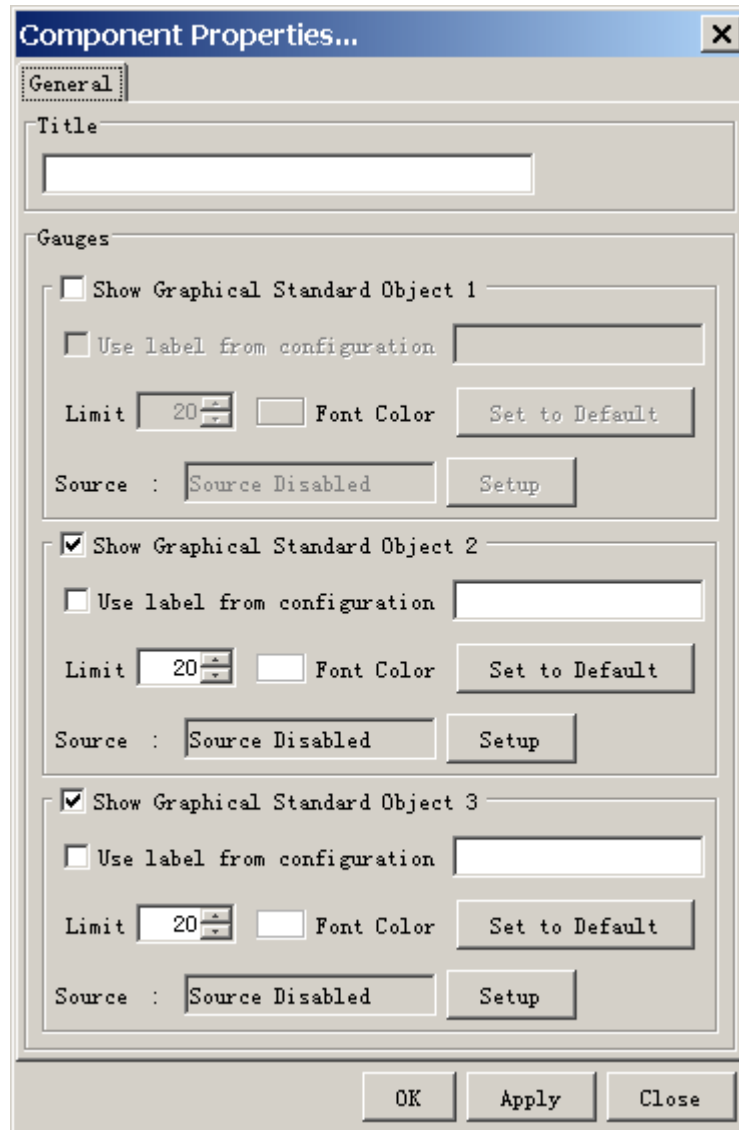 Component Properties...
General
Title
Gauges
Show Graphical Standard Object 1
Use label from configuration
Limit 20 Font Color Set to Default
Source : Source Disabled Setup
Show Graphical Standard Object 2
Use label from configuration
Limit 20 Font Color Set to Default
Source : Source Disabled Setup
Show Graphical Standard Object 3
Use label from configuration
Limit 20 Font Color Set to Default
Source : Source Disabled Setup
OK Apply Close